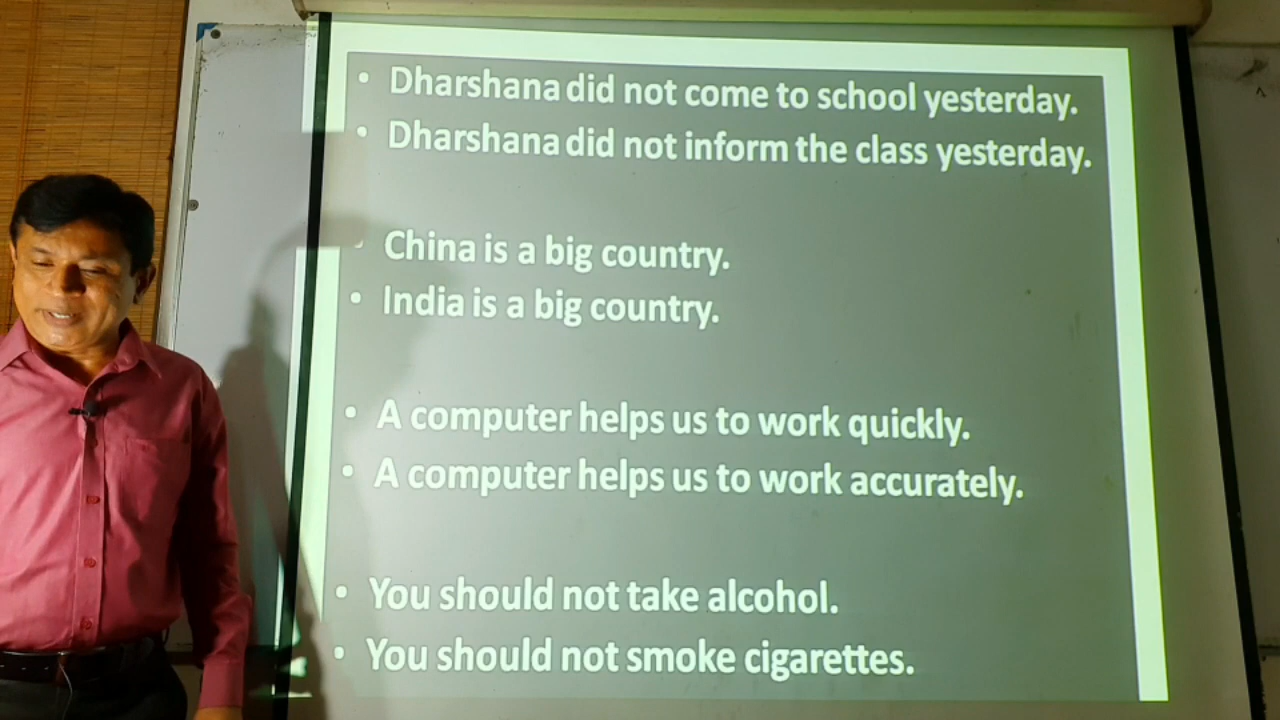 • Dharshana did not come to school yesterday.
• Dharshana did not inform the class yesterday.
• China is a big country.
• India is a big country.
• A computer helps us to work quickly.
• A computer helps us to work accurately.
• You should not take alcohol.
• You should not smoke cigarettes.